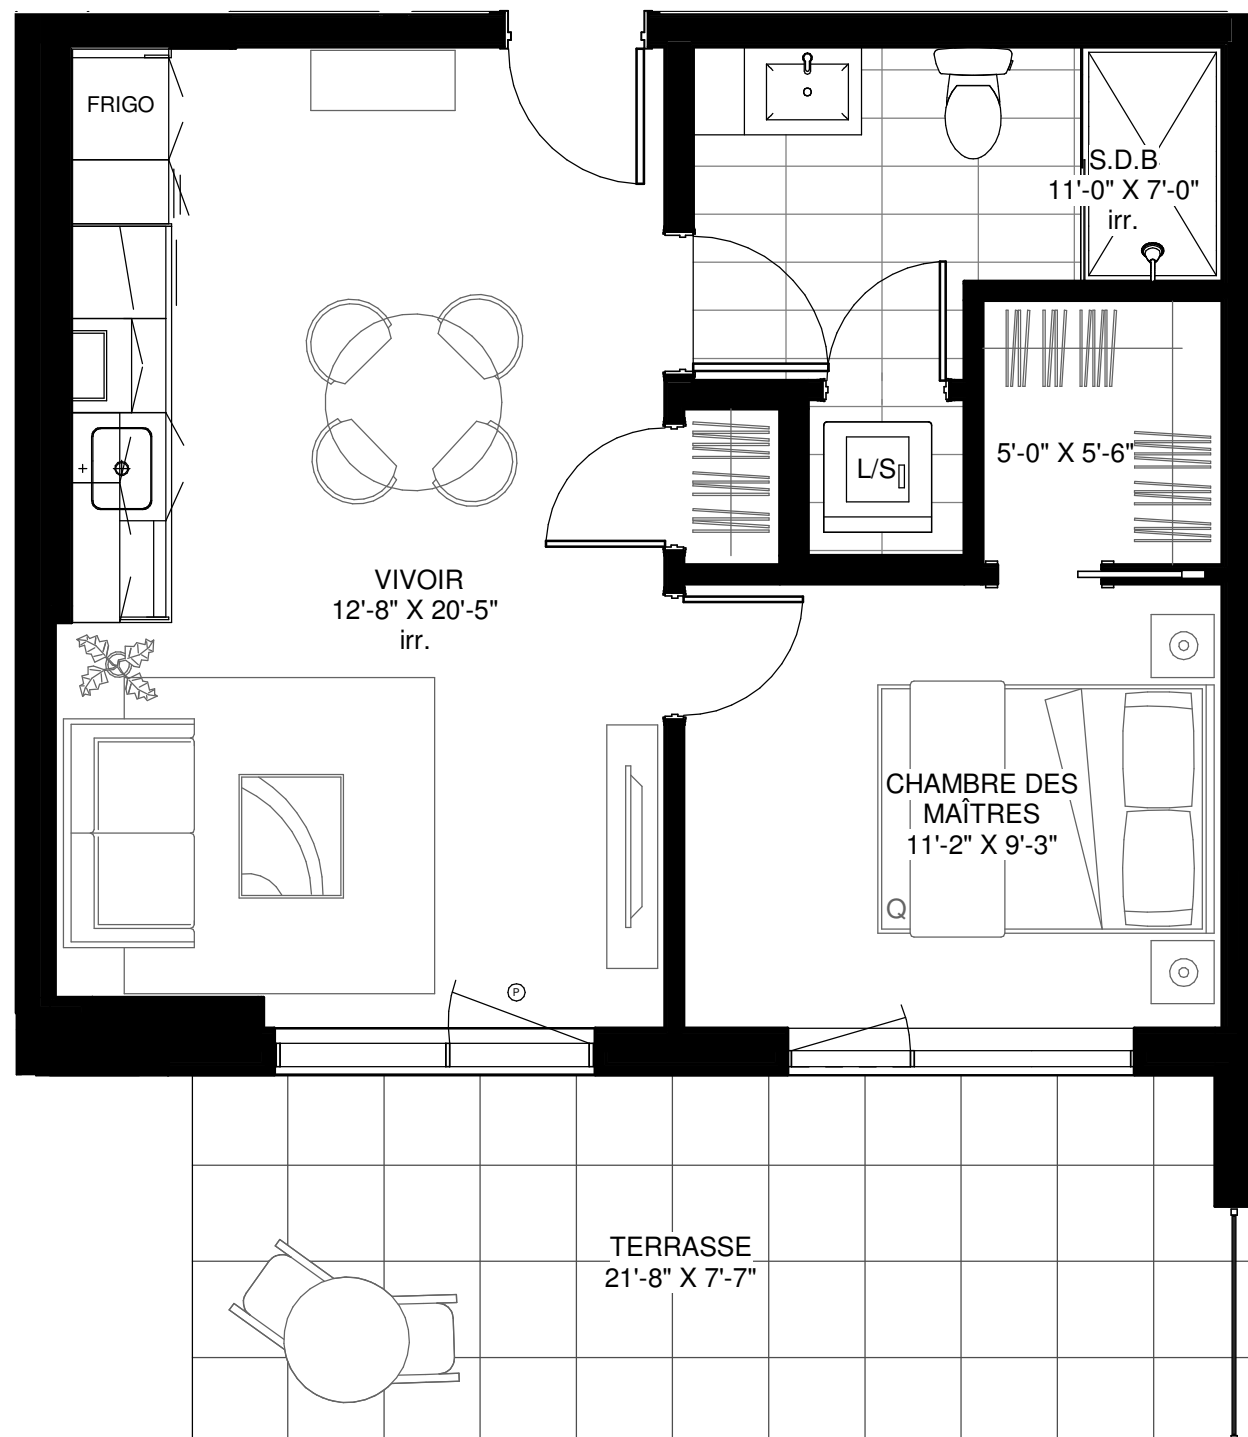 FRIGO
S.D.B
11'-0" X 7'-0"
irr.
L/S
5'-0" X 5'-6"
VIVOIR
12'-8" X 20'-5"
irr.
CHAMBRE DES
MAÎTRES
11'-2" X 9'-3"
Q
P
TERRASSE
21'-8" X 7'-7"